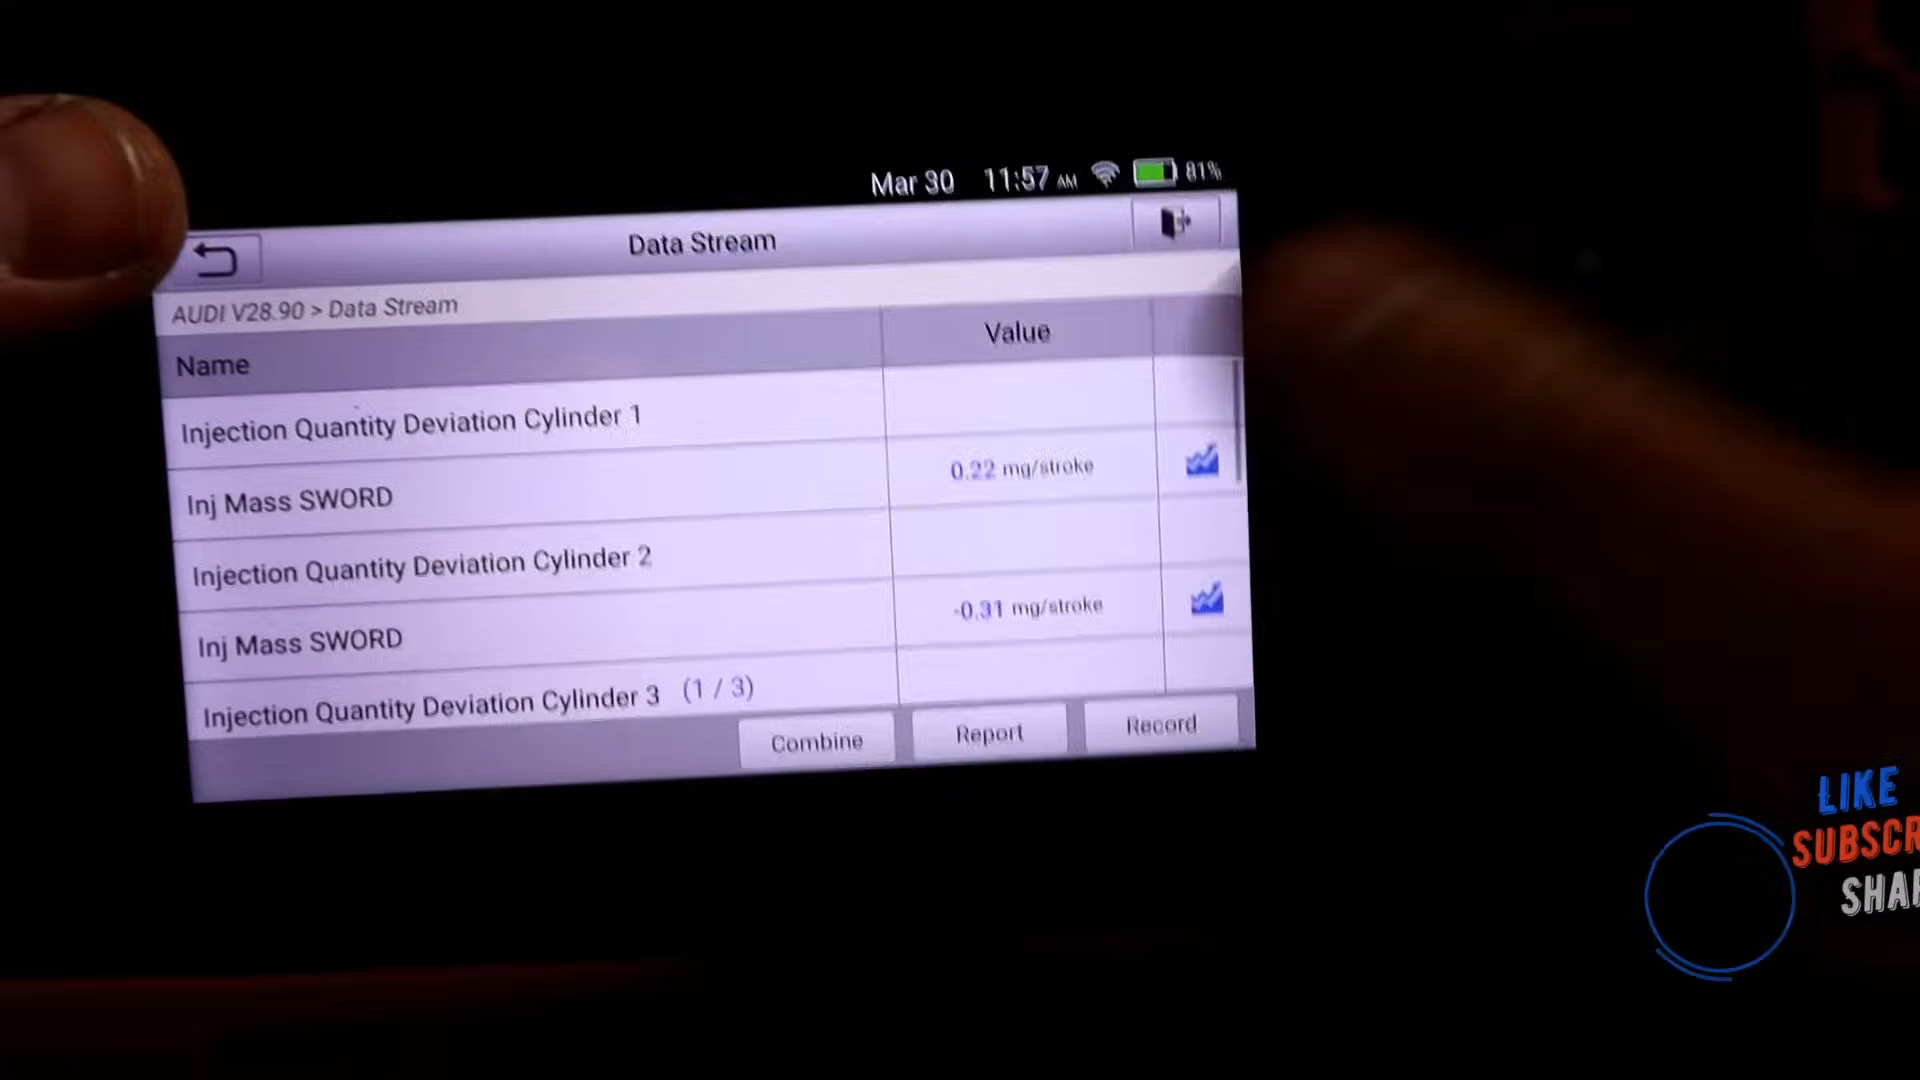 Mar 30 11:57 AM 81%
Data Stream
AUDI V28.90 > Data Stream
Name Value
Injection Quantity Deviation Cylinder 1
Inj Mass SWORD 0.22 mg/stroke
Injection Quantity Deviation Cylinder 2
Inj Mass SWORD -0.31 mg/stroke
Injection Quantity Deviation Cylinder 3 (1 / 3)
Combine Report Record
LIKE
SUBSCR
SHAR